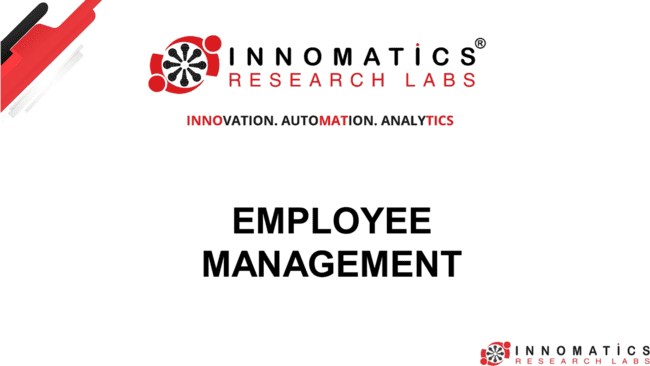 INNOMATICS®
RESEARCH LABS
INNOVATION. AUTOMATION. ANALYTICS
EMPLOYEE
MANAGEMENT
INNOMATICS
RESEARCH LABS